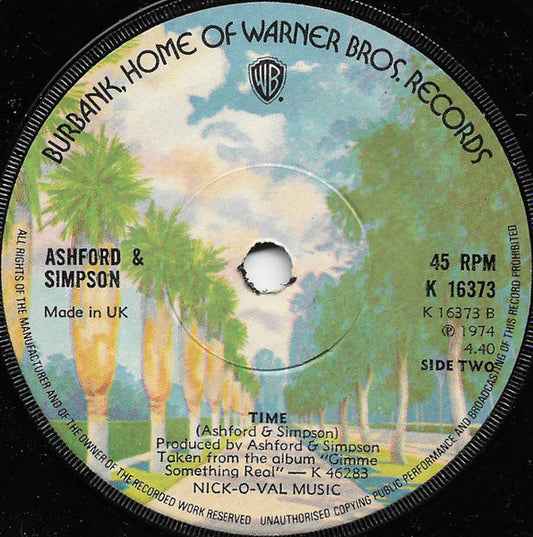 BURBANK, HOME OF WARNER BROS. RECORDS
WB
ASHFORD &
SIMPSON
Made in UK
45 RPM
K 16373
K 16373 B
℗ 1974
4.40
SIDE TWO
TIME
(Ashford & Simpson)
Produced by Ashford & Simpson
Taken from the album "Gimme
Something Real" — K 46283
NICK-O-VAL MUSIC
ALL RIGHTS OF THE MANUFACTURER AND OF THE OWNER OF THE RECORDED WORK RESERVED UNAUTHORISED COPYING PUBLIC PERFORMANCE AND BROADCASTING OF THIS RECORD PROHIBITED